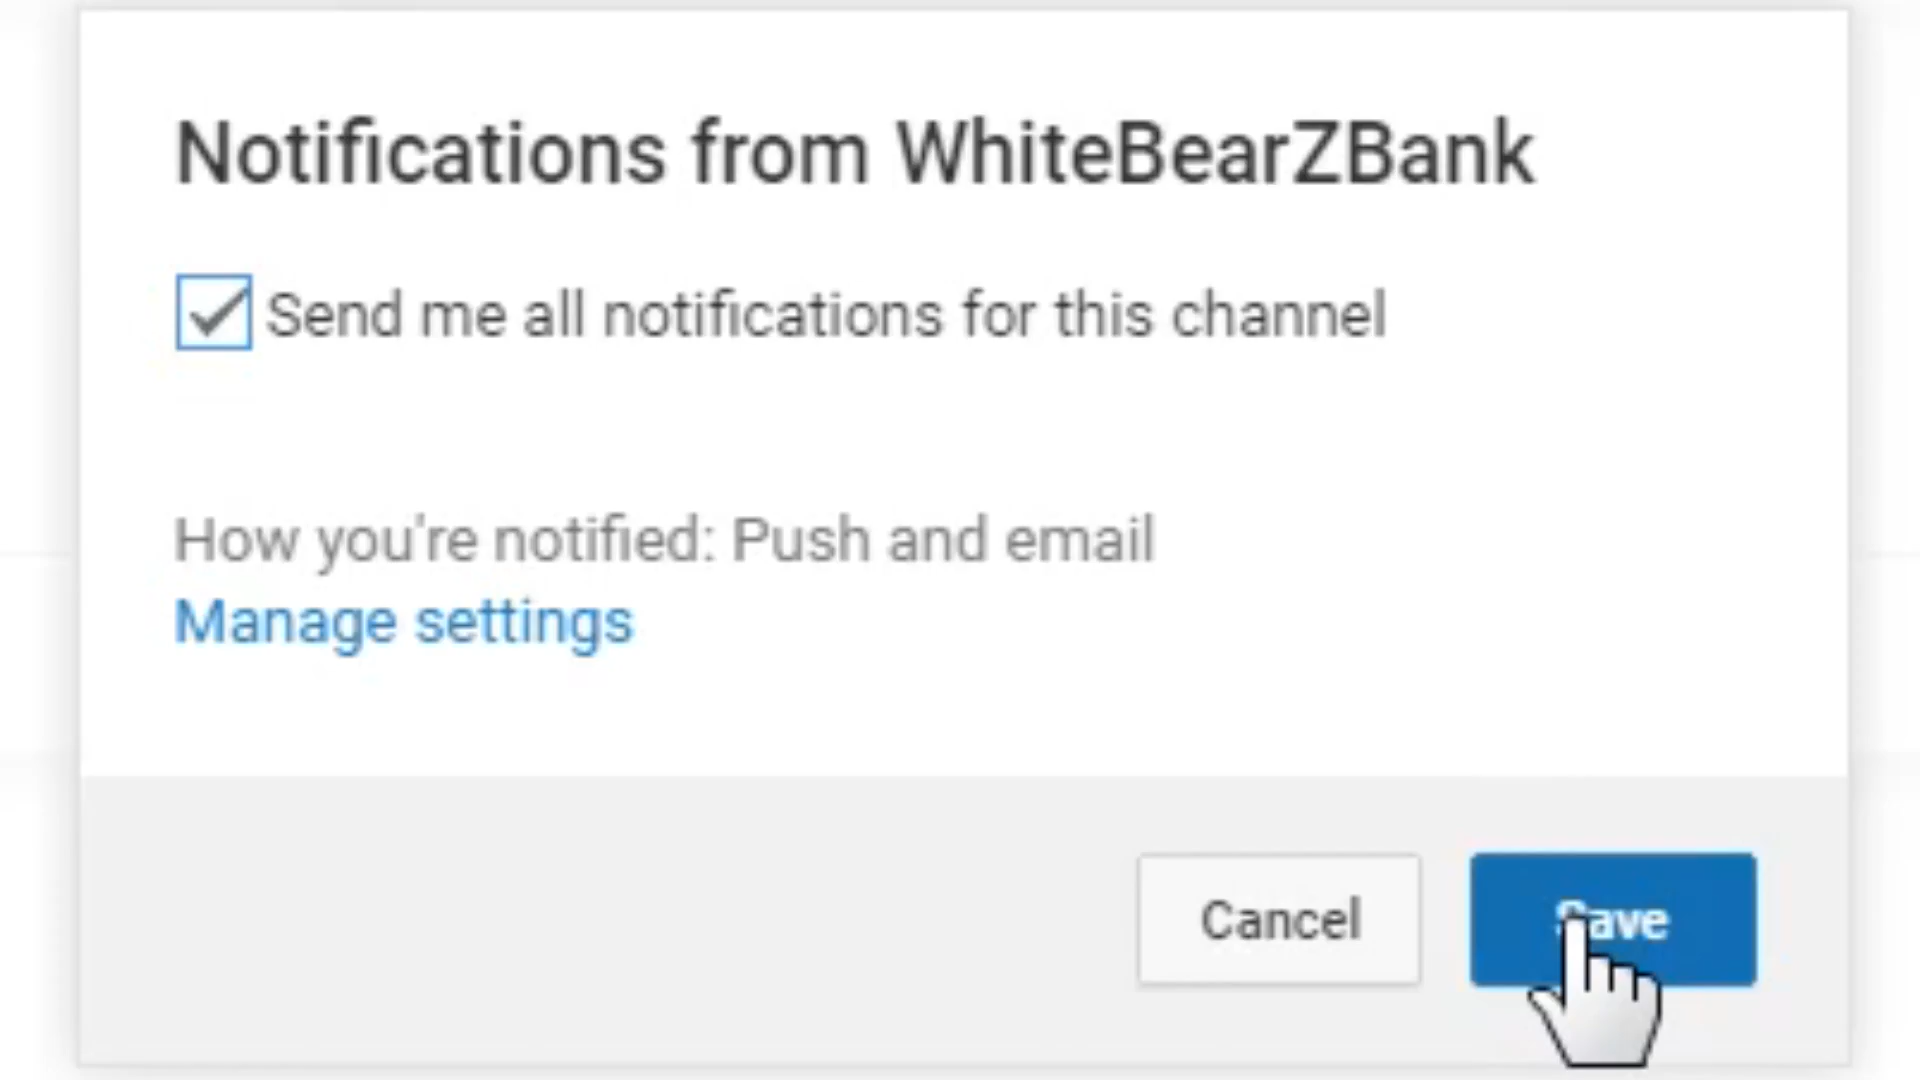 Notifications from WhiteBearZBank
Send me all notifications for this channel
How you're notified: Push and email
Manage settings
Cancel
Save